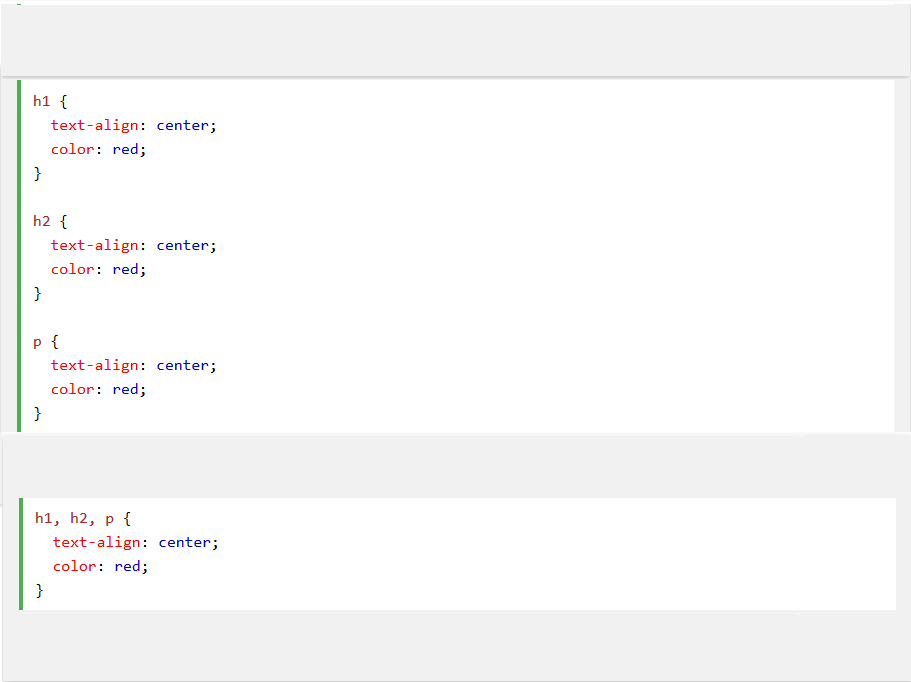 h1 {
  text-align: center;
  color: red;
}

h2 {
  text-align: center;
  color: red;
}

p {
  text-align: center;
  color: red;
}

h1, h2, p {
  text-align: center;
  color: red;
}